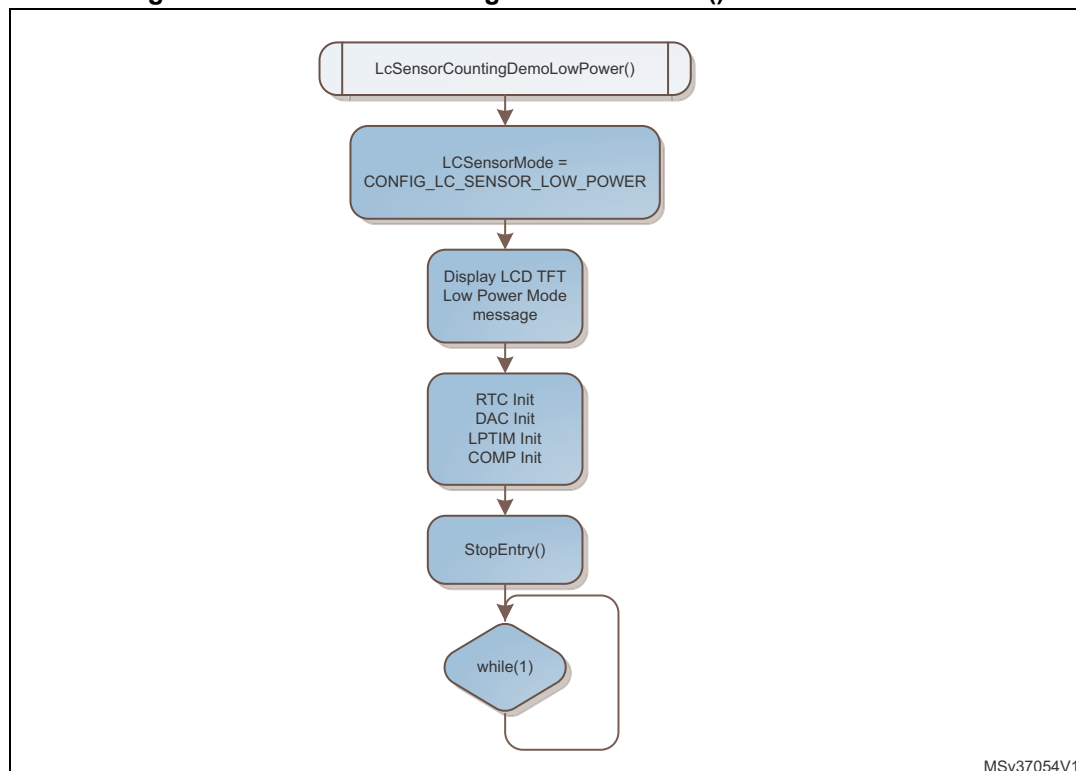 LcSensorCountingDemoLowPower()
LCSensorMode =
CONFIG_LC_SENSOR_LOW_POWER
Display LCD TFT
Low Power Mode
message
RTC Init
DAC Init
LPTIM Init
COMP Init
StopEntry()
while(1)
MSv37054V1